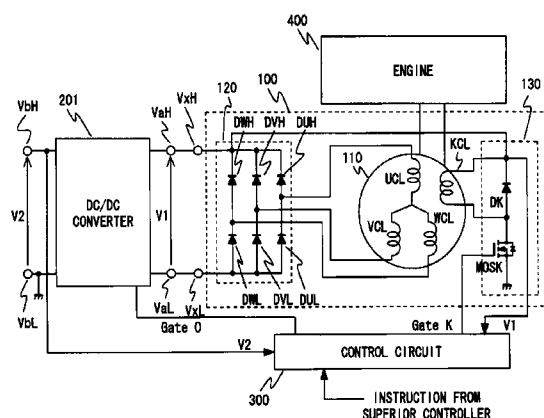 400
ENGINE
130
201
VbH
VaH
VxH
120
100
DWH
DVH
DUH
110
UCL
KCL
V2
DC/DC
CONVERTER
V1
VCL
WCL
DK
MOSK
VbL
VaL
VxL
DWL
DVL
DUL
Gate O
Gate K
V1
V2
CONTROL CIRCUIT
300
INSTRUCTION FROM
SUPERIOR CONTROLLER